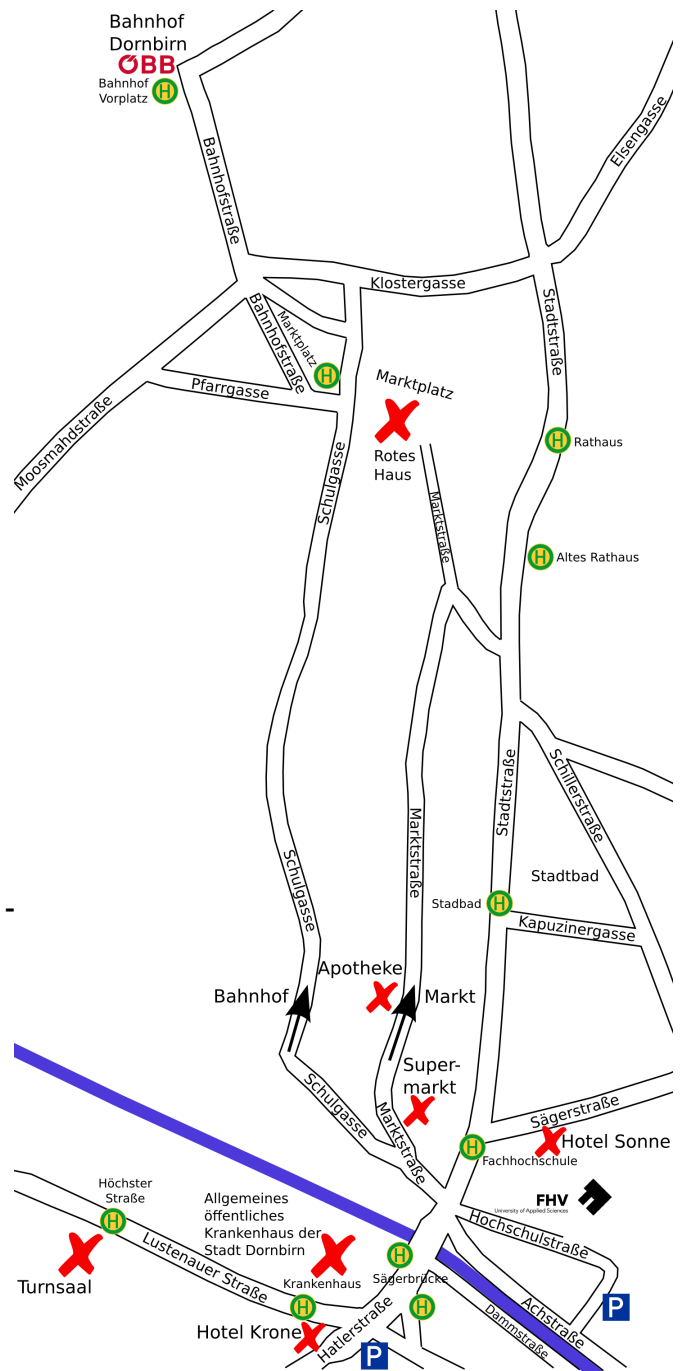 Bahnhof
Dornbirn
ÖBB
Bahnhof
Vorplatz
H
Bahnhofstraße
Elsengasse
Klostergasse
Stadtstraße
Bahnhofstraße
Marktplatz
H
Pfarrgasse
Moosmahdstraße
Marktplatz
Rotes
Haus
Schulgasse
Marktstraße
H
Rathaus
H
Altes Rathaus
Stadtstraße
Schillerstraße
Marktstraße
Schulgasse
Stadtbad
Stadbad
H
Kapuzinergasse
Apotheke
Bahnhof
Markt
Super-
markt
Schulgasse
Marktstraße
Sägerstraße
Hotel Sonne
H
Fachhochschule
FHV
University of Applied Sciences
Hochschulstraße
Höchster
Straße
H
Allgemeines
öffentliches
Krankenhaus der
Stadt Dornbirn
Lustenauer Straße
Turnsaal
H
Sägerbrücke
H
Krankenhaus
H
Hotel Krone
Hatlerstraße
P
Achstraße
Dammstraße
P